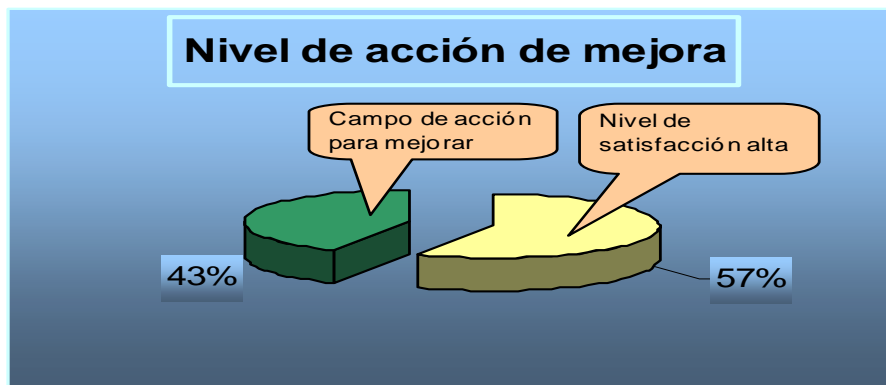 Nivel de acción de mejora
Campo de acción
para mejorar
Nivel de
satisfacción alta
43%
57%